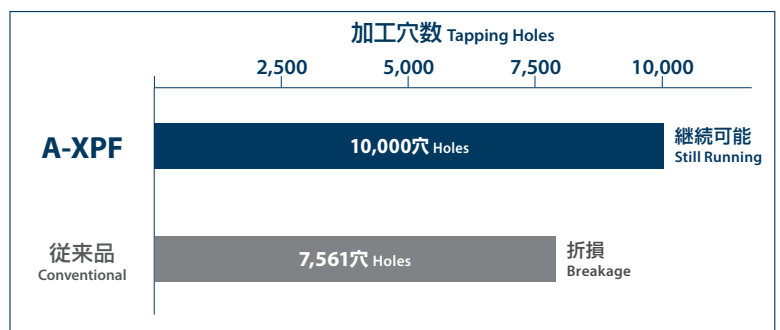 加工穴数 Tapping Holes
2,500 5,000 7,500 10,000
A-XPF
10,000穴 Holes
継続可能
Still Running
従来品
Conventional
7,561穴 Holes
折損
Breakage